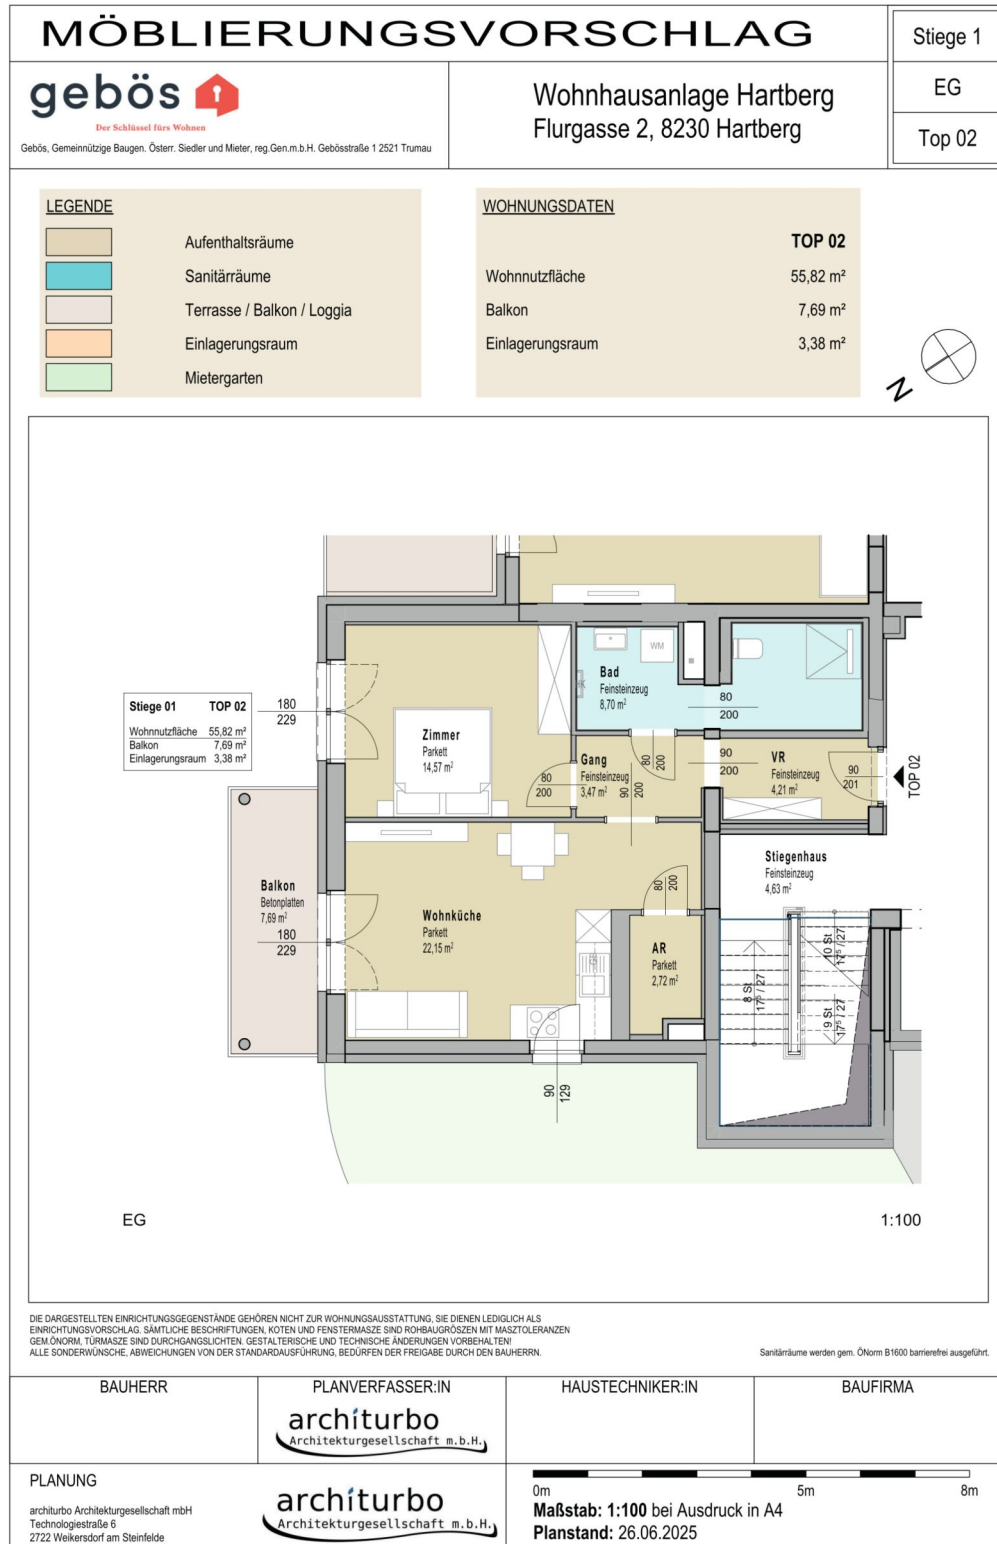 MÖBLIERUNGSVORSCHLAG
Stiege 1
EG
Top 02
gebös
Der Schlüssel fürs Wohnen
Gebös, Gemeinnützige Baugen. Österr. Siedler und Mieter, reg.Gen.m.b.H. Gebösstraße 1 2521 Trumau
Wohnhausanlage Hartberg
Flurgasse 2, 8230 Hartberg
LEGENDE
Aufenthaltsräume
Sanitärräume
Terrasse / Balkon / Loggia
Einlagerungsraum
Mietergarten
WOHNUNGSDATEN
TOP 02
Wohnnutzfläche 55,82 m²
Balkon 7,69 m²
Einlagerungsraum 3,38 m²
N
Stiege 01 TOP 02
Wohnnutzfläche 55,82 m²
Balkon 7,69 m²
Einlagerungsraum 3,38 m²
180
229
Zimmer
Parkett
14,57 m²
80
200
Bad
Feinsteinzeug
8,70 m²
WM
80
200
Gang
Feinsteinzeug
3,47 m²
80
200
90
200
90
200
VR
Feinsteinzeug
4,21 m²
90
201
TOP 02
Stiegenhaus
Feinsteinzeug
4,63 m²
Balkon
Betonplatten
7,69 m²
180
229
Wohnküche
Parkett
22,15 m²
80
200
AR
Parkett
2,72 m²
GS
8 St
17⁵ / 27
10 St
17⁵ / 27
9 St
17⁵ / 27
90
129
EG
1:100
DIE DARGESTELLTEN EINRICHTUNGSGEGENSTÄNDE GEHÖREN NICHT ZUR WOHNUNGSAUSSTATTUNG, SIE DIENEN LEDIGLICH ALS
EINRICHTUNGSVORSCHLAG. SÄMTLICHE BESCHRIFTUNGEN, KOTEN UND FENSTERMASZE SIND ROHBAUGRÖSZEN MIT MASZTOLERANZEN
GEM.ÖNORM, TÜRMASZE SIND DURCHGANGSLICHTEN. GESTALTERISCHE UND TECHNISCHE ÄNDERUNGEN VORBEHALTEN!
ALLE SONDERWÜNSCHE, ABWEICHUNGEN VON DER STANDARDAUSFÜHRUNG, BEDÜRFEN DER FREIGABE DURCH DEN BAUHERRN.
Sanitärräume werden gem. ÖNorm B1600 barrierefrei ausgeführt.
BAUHERR
PLANVERFASSER:IN
architurbo
Architekturgesellschaft m.b.H.
HAUSTECHNIKER:IN
BAUFIRMA
PLANUNG
architurbo Architekturgesellschaft mbH
Technologiestraße 6
2722 Weikersdorf am Steinfelde
architurbo
Architekturgesellschaft m.b.H.
0m 5m 8m
Maßstab: 1:100 bei Ausdruck in A4
Planstand: 26.06.2025